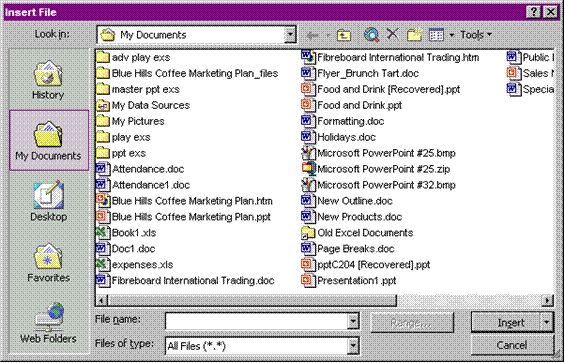 Insert File
Look in:
My Documents
Tools
History
My Documents
Desktop
Favorites
Web Folders
adv play exs
Blue Hills Coffee Marketing Plan_files
master ppt exs
My Data Sources
My Pictures
play exs
ppt exs
Attendance.doc
Attendance1.doc
Blue Hills Coffee Marketing Plan.htm
Blue Hills Coffee Marketing Plan.ppt
Book1.xls
Doc1.doc
expenses.xls
Fibreboard International Trading.doc
Fibreboard International Trading.htm
Flyer_Brunch Tart.doc
Food and Drink [Recovered].ppt
Food and Drink.ppt
Formatting.doc
Holidays.doc
Microsoft PowerPoint #25.bmp
Microsoft PowerPoint #25.zip
Microsoft PowerPoint #32.bmp
New Outline.doc
New Products.doc
Old Excel Documents
Page Breaks.doc
pptC204 [Recovered].ppt
Presentation1.ppt
Public
Sales N
Specia
File name:
Range...
Insert
Files of type:
All Files (*.*)
Cancel